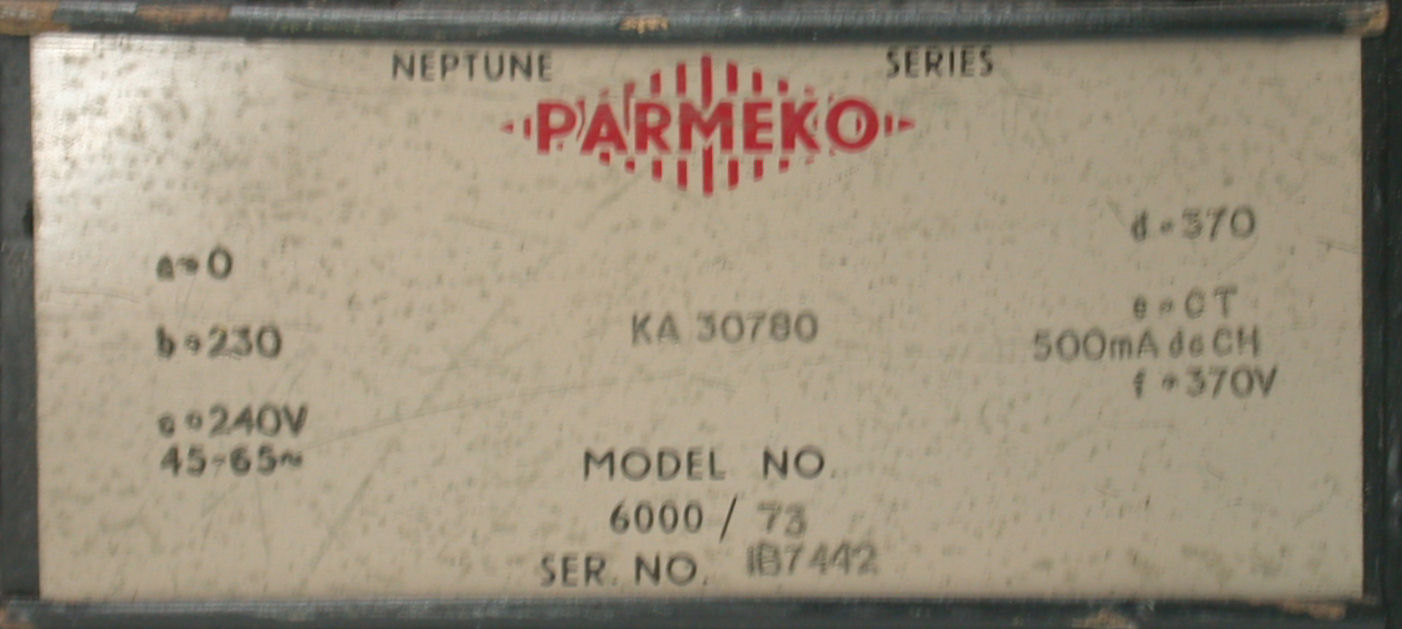 NEPTUNE SERIES
PARMEKO
a = 0
b = 230
c = 240V
45-65~
KA 30780
d = 370
e = CT
500mA dc CH
f = 370V
MODEL NO.
6000 / 73
SER. NO. 1B7442